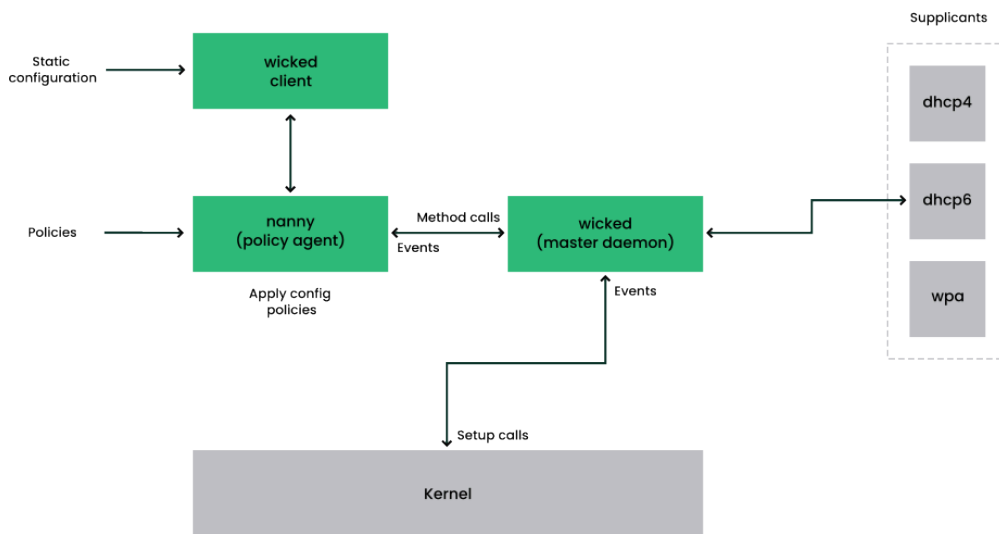 Supplicants
Static
configuration
wicked
client
dhcp4
Policies
nanny
(policy agent)
Method calls
Events
wicked
(master daemon)
dhcp6
Apply config
policies
Events
wpa
Setup calls
Kernel